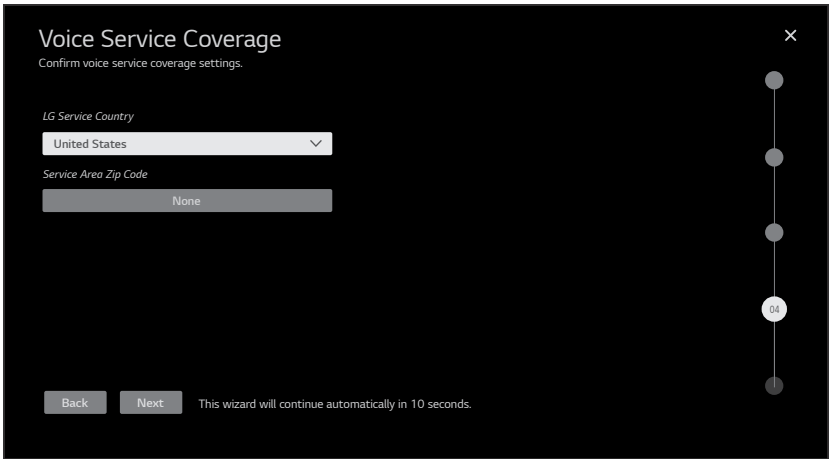 Voice Service Coverage
Confirm voice service coverage settings.
LG Service Country
United States
Service Area Zip Code
None
04
Back
Next
This wizard will continue automatically in 10 seconds.